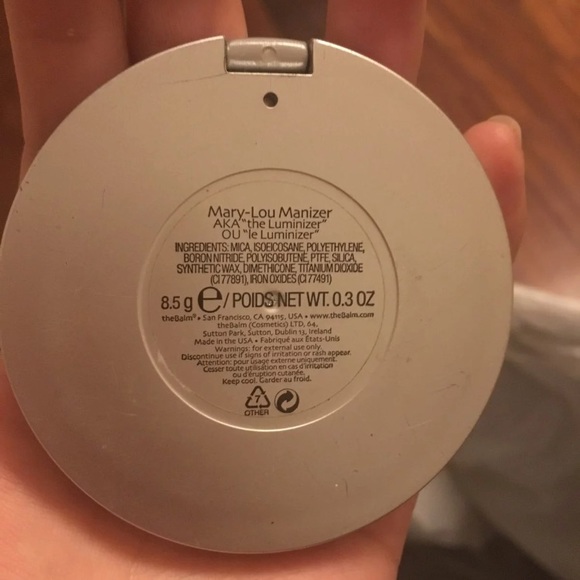 Mary-Lou Manizer
AKA "the Luminizer"
OU "le Luminizer"
INGREDIENTS: MICA, ISOEICOSANE, POLYETHYLENE,
BORON NITRIDE, POLYISOBUTENE, PTFE, SILICA,
SYNTHETIC WAX, DIMETHICONE, TITANIUM DIOXIDE
(CI 77891), IRON OXIDES (CI 77491)
8.5 g e / POIDS NET WT. 0.3 OZ
theBalm® • San Francisco, CA 94115, USA • www.theBalm.com
theBalm (Cosmetics) LTD, 64,
Sutton Park, Sutton, Dublin 13, Ireland
Made in the USA • Fabriqué aux États-Unis
Warnings: for external use only.
Discontinue use if signs of irritation or rash appear.
Attention: pour usage externe uniquement.
Cesser toute utilisation en cas d'irritation
ou d'éruption cutanée.
Keep cool. Garder au froid.
7
OTHER